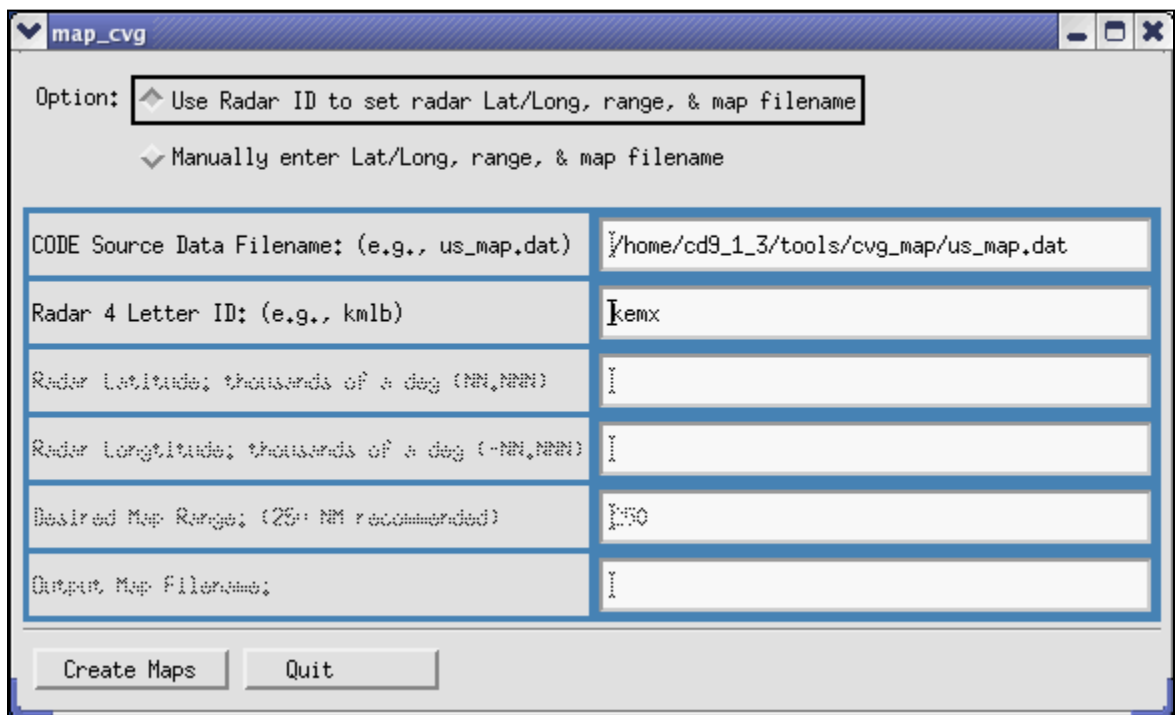 map_cvg
Option: Use Radar ID to set radar Lat/Long, range, & map filename
Manually enter Lat/Long, range, & map filename
CODE Source Data Filename: (e.g., us_map.dat) /home/cd9_1_3/tools/cvg_map/us_map.dat
Radar 4 Letter ID: (e.g., kmlb) kemx
Radar Latitude: thousands of a deg (NN.NNN)
Radar Longtitude: thousands of a deg (-NN.NNN)
Desired Map Range: (250 NM recommended) 250
Output Map Filename:
Create Maps Quit